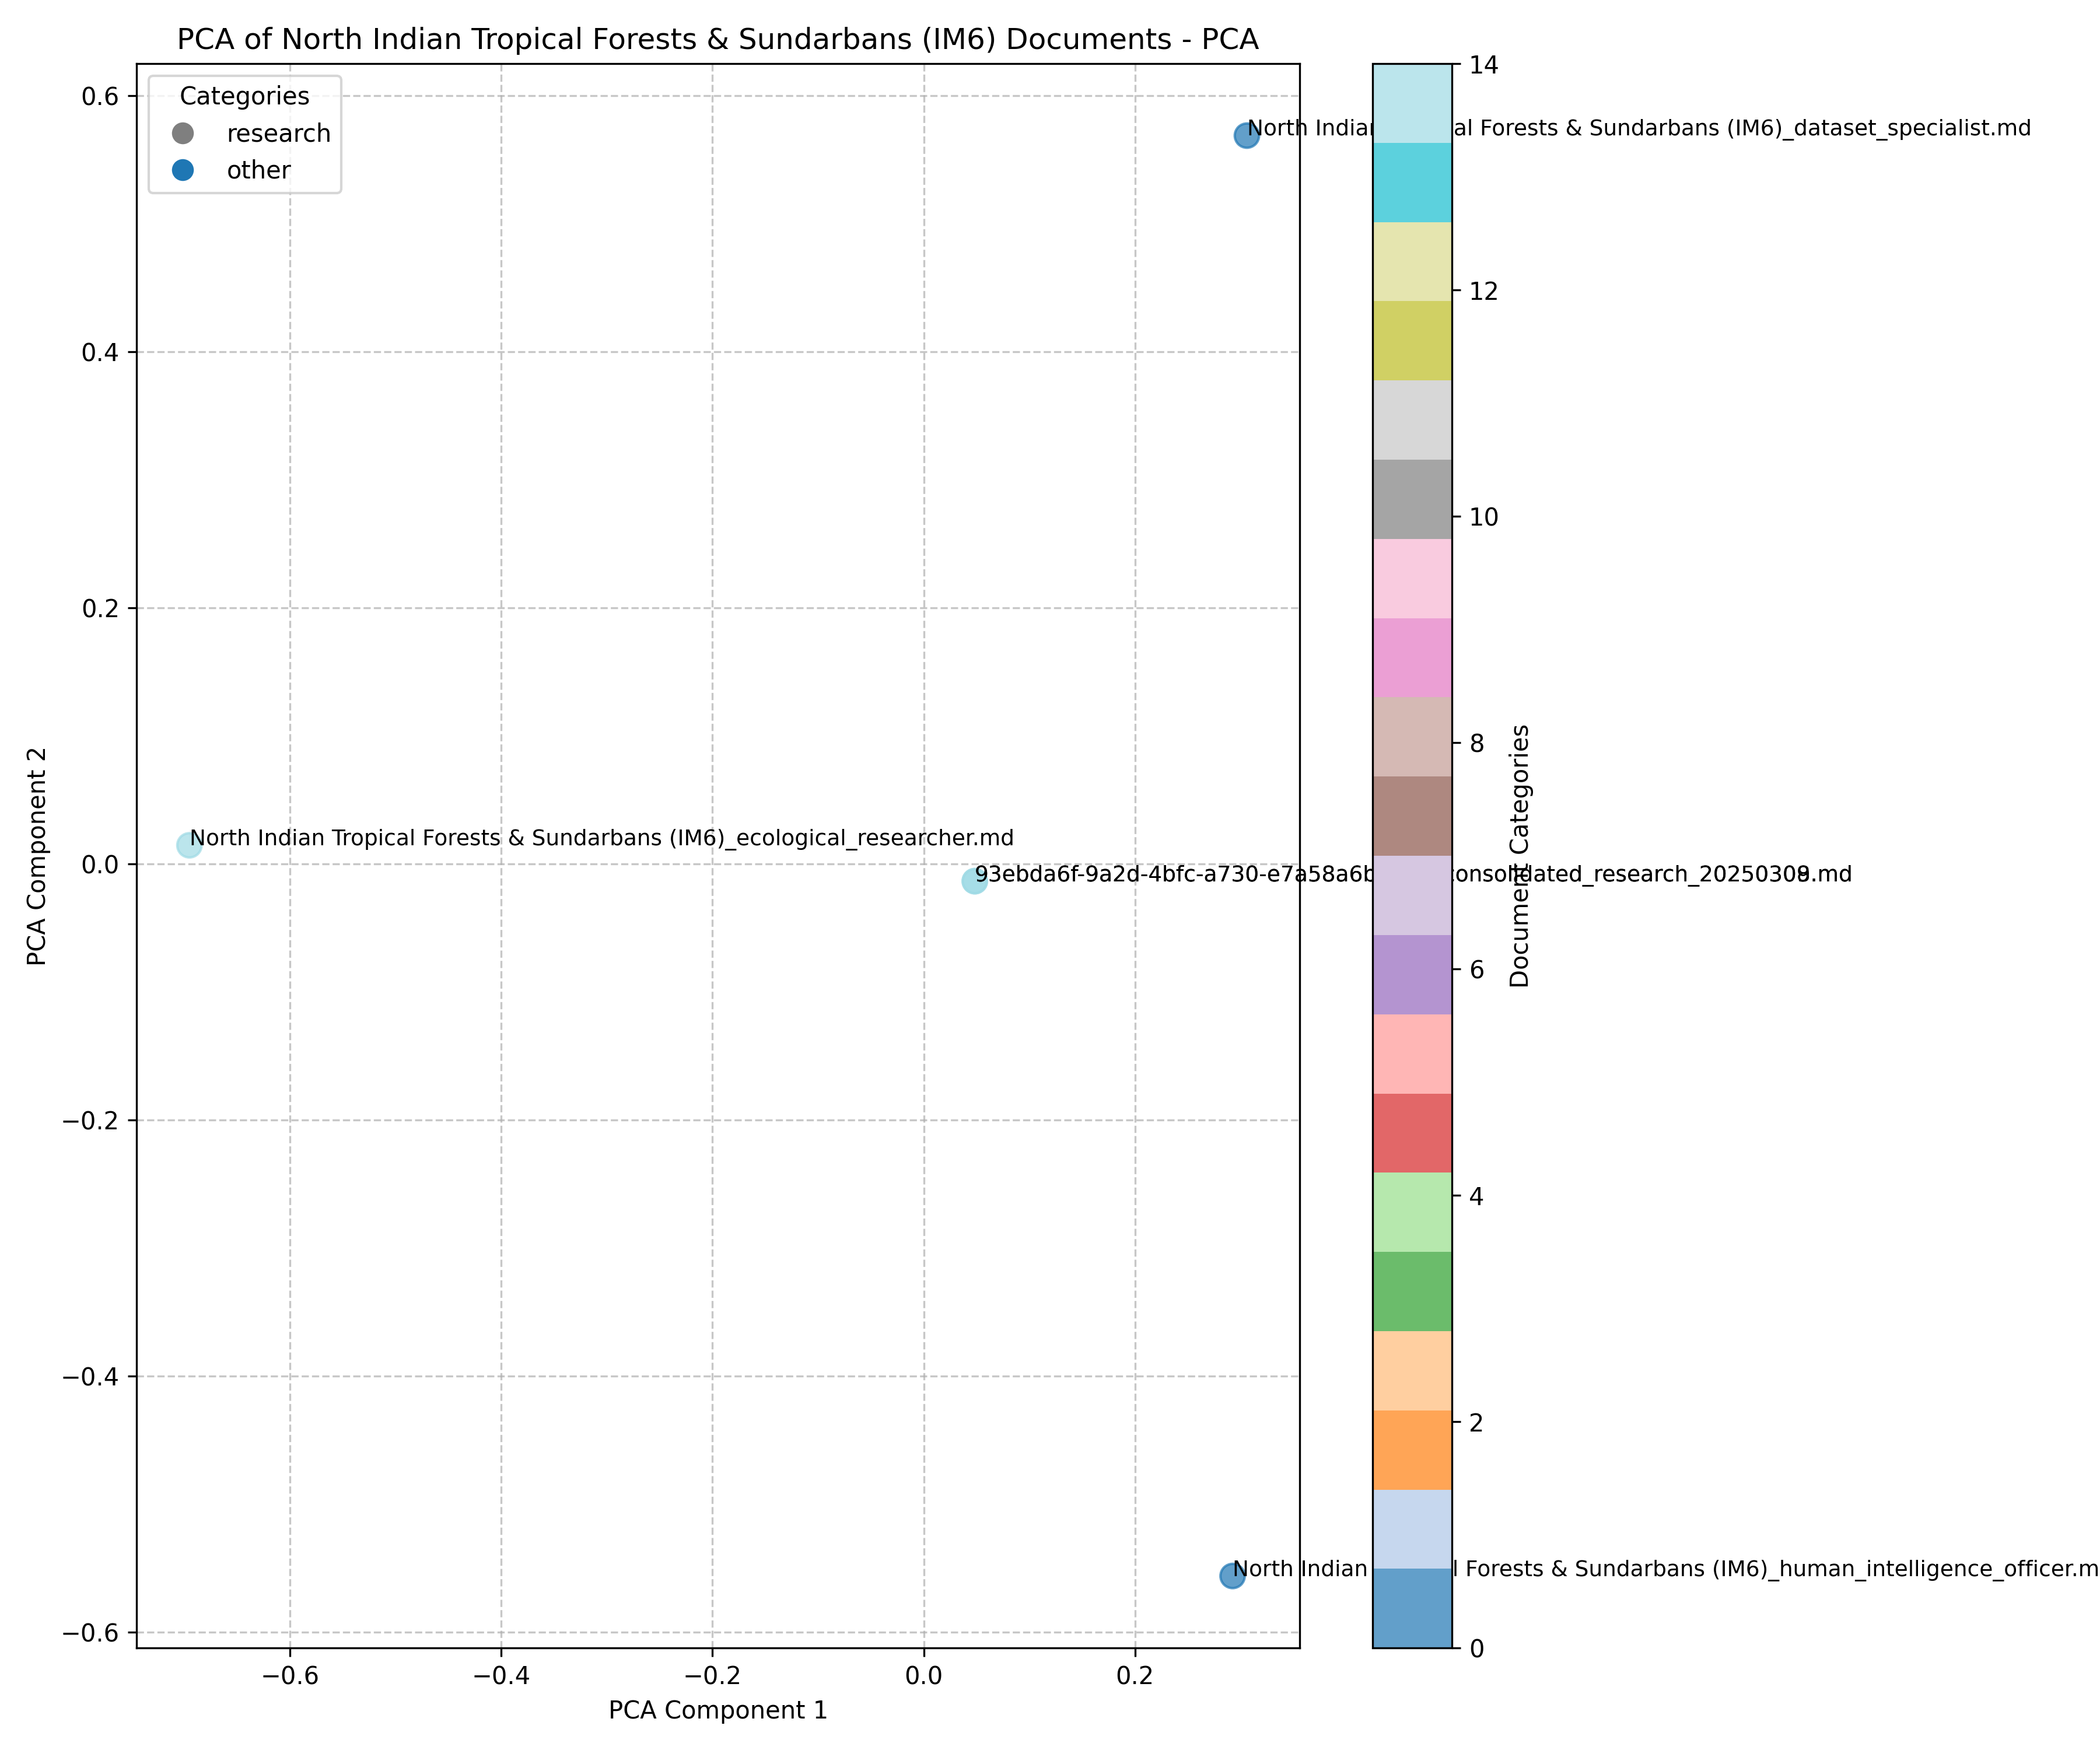 PCA of North Indian Tropical Forests & Sundarbans (IM6) Documents - PCA
Categories
research
other
North Indian al Forests & Sundarbans (IM6)_dataset_specialist.md
North Indian Tropical Forests & Sundarbans (IM6)_ecological_researcher.md
93ebda6f-9a2d-4bfc-a730-e7a58a6b onsolidated_research_2025030
North Indian l Forests & Sundarbans (IM6)_human_intelligence_officer.m
0.6
0.4
0.2
0.0
−0.2
−0.4
−0.6
PCA Component 2
−0.6
−0.4
−0.2
0.0
0.2
PCA Component 1
14
12
10
8
6
4
2
0
Document Categories